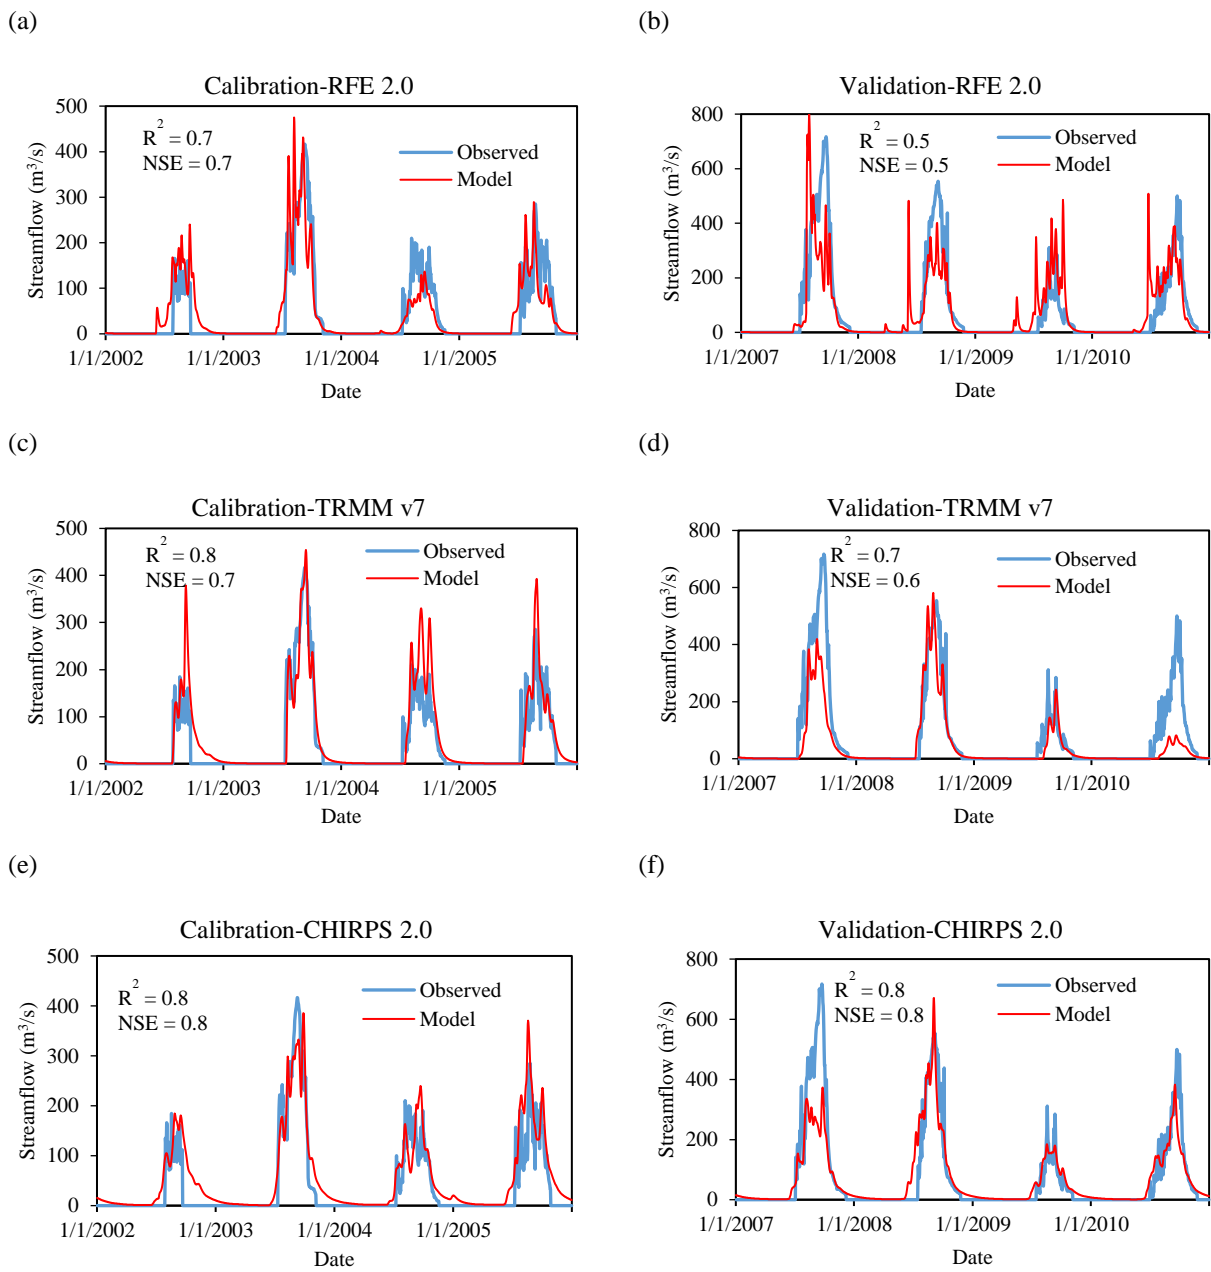 (a)
Calibration-RFE 2.0
Streamflow (m³/s)
500
400
300
200
100
0
R² = 0.7
NSE = 0.7
Observed
Model
1/1/2002
1/1/2003
1/1/2004
1/1/2005
Date
(b)
Validation-RFE 2.0
Streamflow (m³/s)
800
600
400
200
0
R² = 0.5
NSE = 0.5
Observed
Model
1/1/2007
1/1/2008
1/1/2009
1/1/2010
Date
(c)
Calibration-TRMM v7
Streamflow (m³/s)
500
400
300
200
100
0
R² = 0.8
NSE = 0.7
Observed
Model
1/1/2002
1/1/2003
1/1/2004
1/1/2005
Date
(d)
Validation-TRMM v7
Streamflow (m³/s)
800
600
400
200
0
R² = 0.7
NSE = 0.6
Observed
Model
1/1/2007
1/1/2008
1/1/2009
1/1/2010
Date
(e)
Calibration-CHIRPS 2.0
Streamflow (m³/s)
500
400
300
200
100
0
R² = 0.8
NSE = 0.8
Observed
Model
1/1/2002
1/1/2003
1/1/2004
1/1/2005
Date
(f)
Validation-CHIRPS 2.0
Streamflow (m³/s)
800
600
400
200
0
R² = 0.8
NSE = 0.8
Observed
Model
1/1/2007
1/1/2008
1/1/2009
1/1/2010
Date